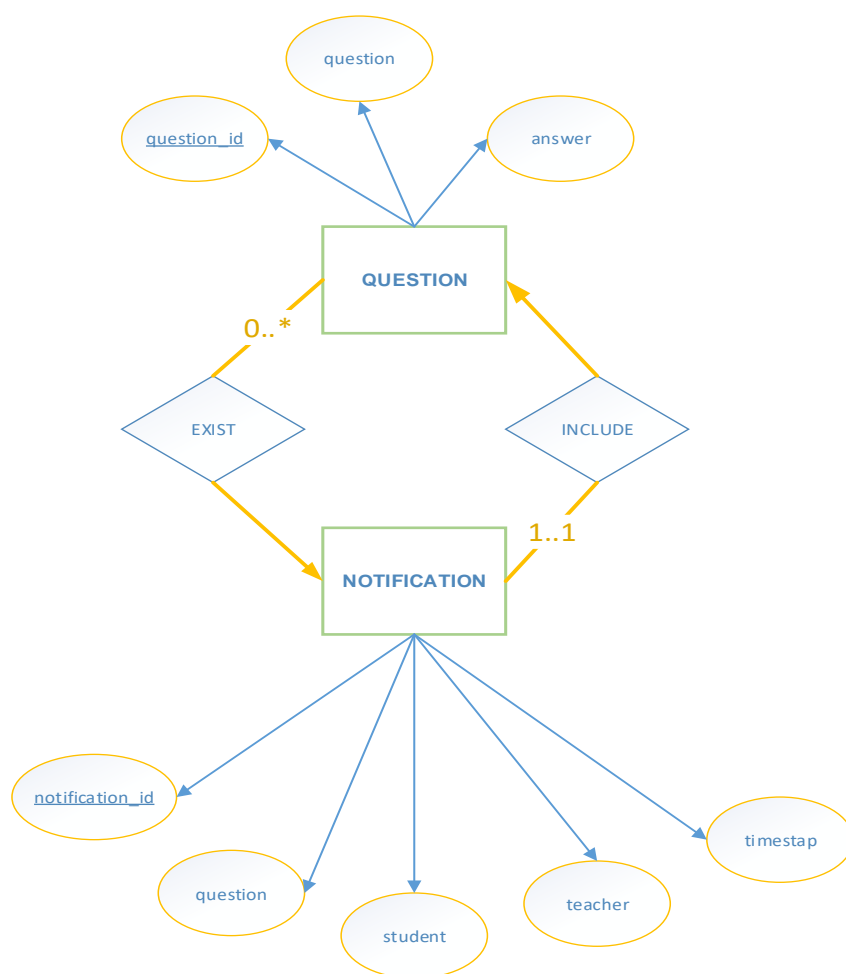 question
question_id
answer
QUESTION
0..*
EXIST
INCLUDE
1..1
NOTIFICATION
notification_id
timestap
question
teacher
student